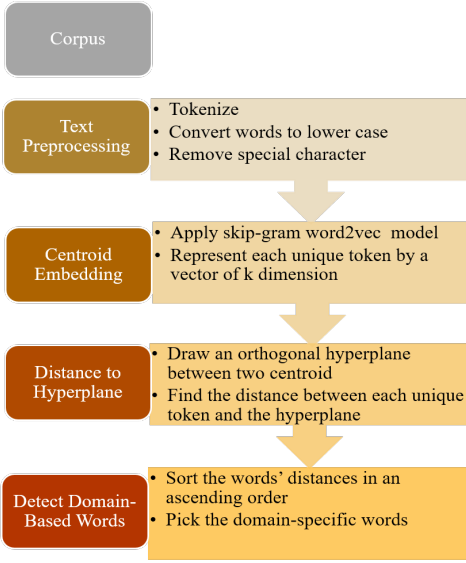 Corpus
Text
Preprocessing
• Tokenize
• Convert words to lower case
• Remove special character
Centroid
Embedding
• Apply skip-gram word2vec model
• Represent each unique token by a
vector of k dimension
Distance to
Hyperplane
• Draw an orthogonal hyperplane
between two centroid
• Find the distance between each unique
token and the hyperplane
Detect Domain-
Based Words
• Sort the words’ distances in an
ascending order
• Pick the domain-specific words